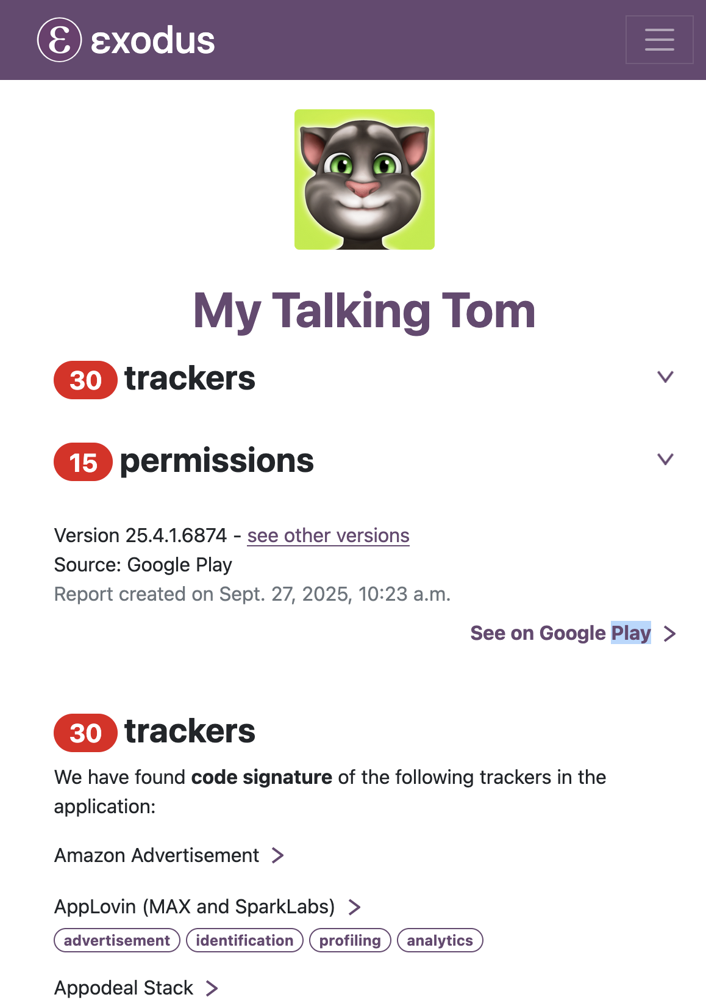 ε εxodus
My Talking Tom
30 trackers
15 permissions
Version 25.4.1.6874 - see other versions
Source: Google Play
Report created on Sept. 27, 2025, 10:23 a.m.
See on Google Play
30 trackers
We have found code signature of the following trackers in the
application:
Amazon Advertisement
AppLovin (MAX and SparkLabs)
advertisement identification profiling analytics
Appodeal Stack